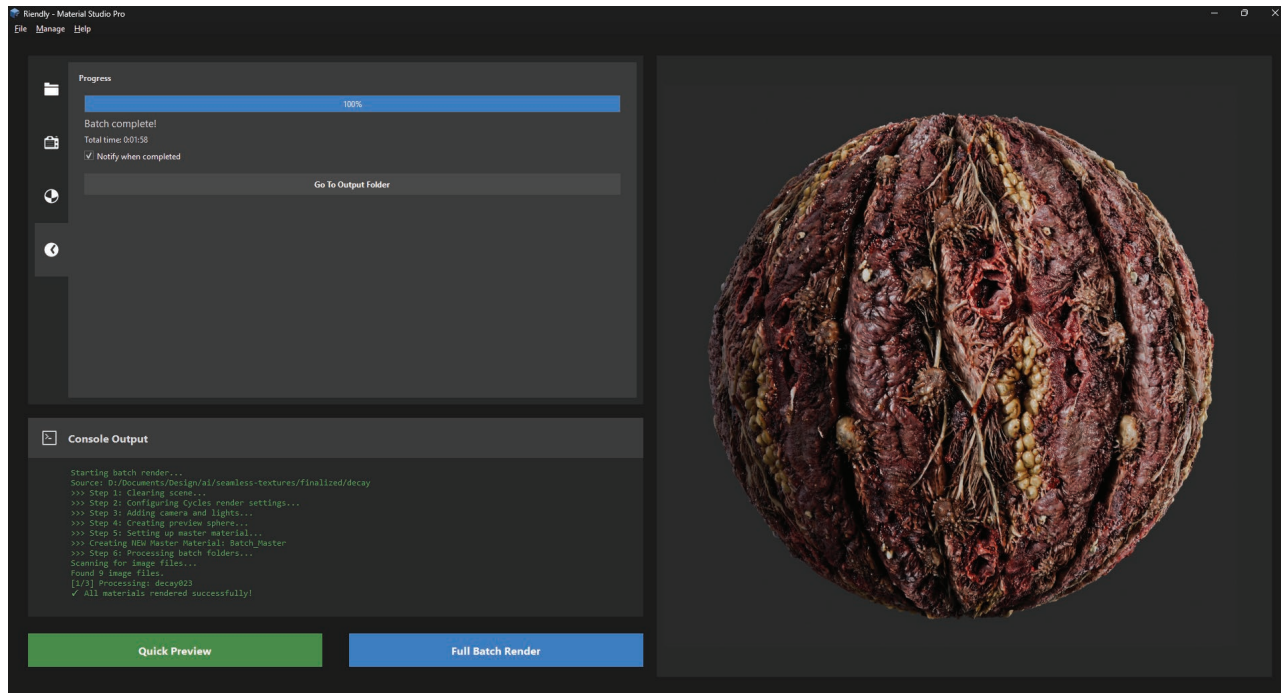 Riendly - Material Studio Pro
File Manage Help
Progress
100%
Batch complete!
Total time: 0:01:58
Notify when completed
Go To Output Folder
Console Output
Starting batch render...
Source: D:/Documents/Design/ai/seamless-textures/finalized/decay
>>> Step 1: Clearing scene...
>>> Step 2: Configuring Cycles render settings...
>>> Step 3: Adding camera and lights...
>>> Step 4: Creating preview sphere...
>>> Step 5: Setting up master material...
>>> Creating NEW Master Material: Batch_Master
>>> Step 6: Processing batch folders...
Scanning for image files...
Found 9 image files.
[1/3] Processing: decay023
✓ All materials rendered successfully!
Quick Preview
Full Batch Render